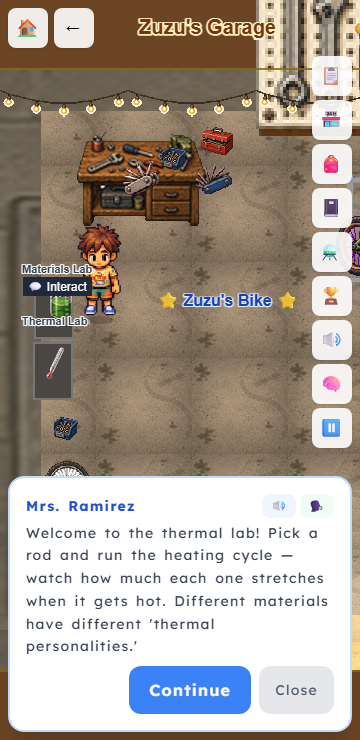 Zuzu's Garage
Materials Lab
Interact
Thermal Lab
Zuzu's Bike
Mrs. Ramirez
Welcome to the thermal lab! Pick a
rod and run the heating cycle —
watch how much each one stretches
when it gets hot. Different materials
have different 'thermal
personalities.'
Continue
Close